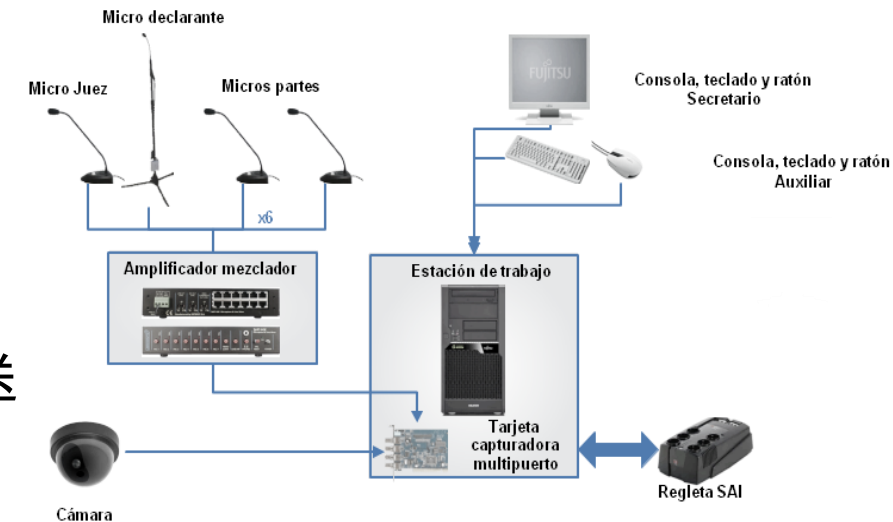 Micro declarante
Micro Juez
Micros partes
FUJITSU
Consola, teclado y ratón
Secretario
Consola, teclado y ratón
Auxiliar
x6
Amplificador mezclador
Estación de trabajo
Tarjeta
capturadora
multipuerto
Regleta SAI
Cámara